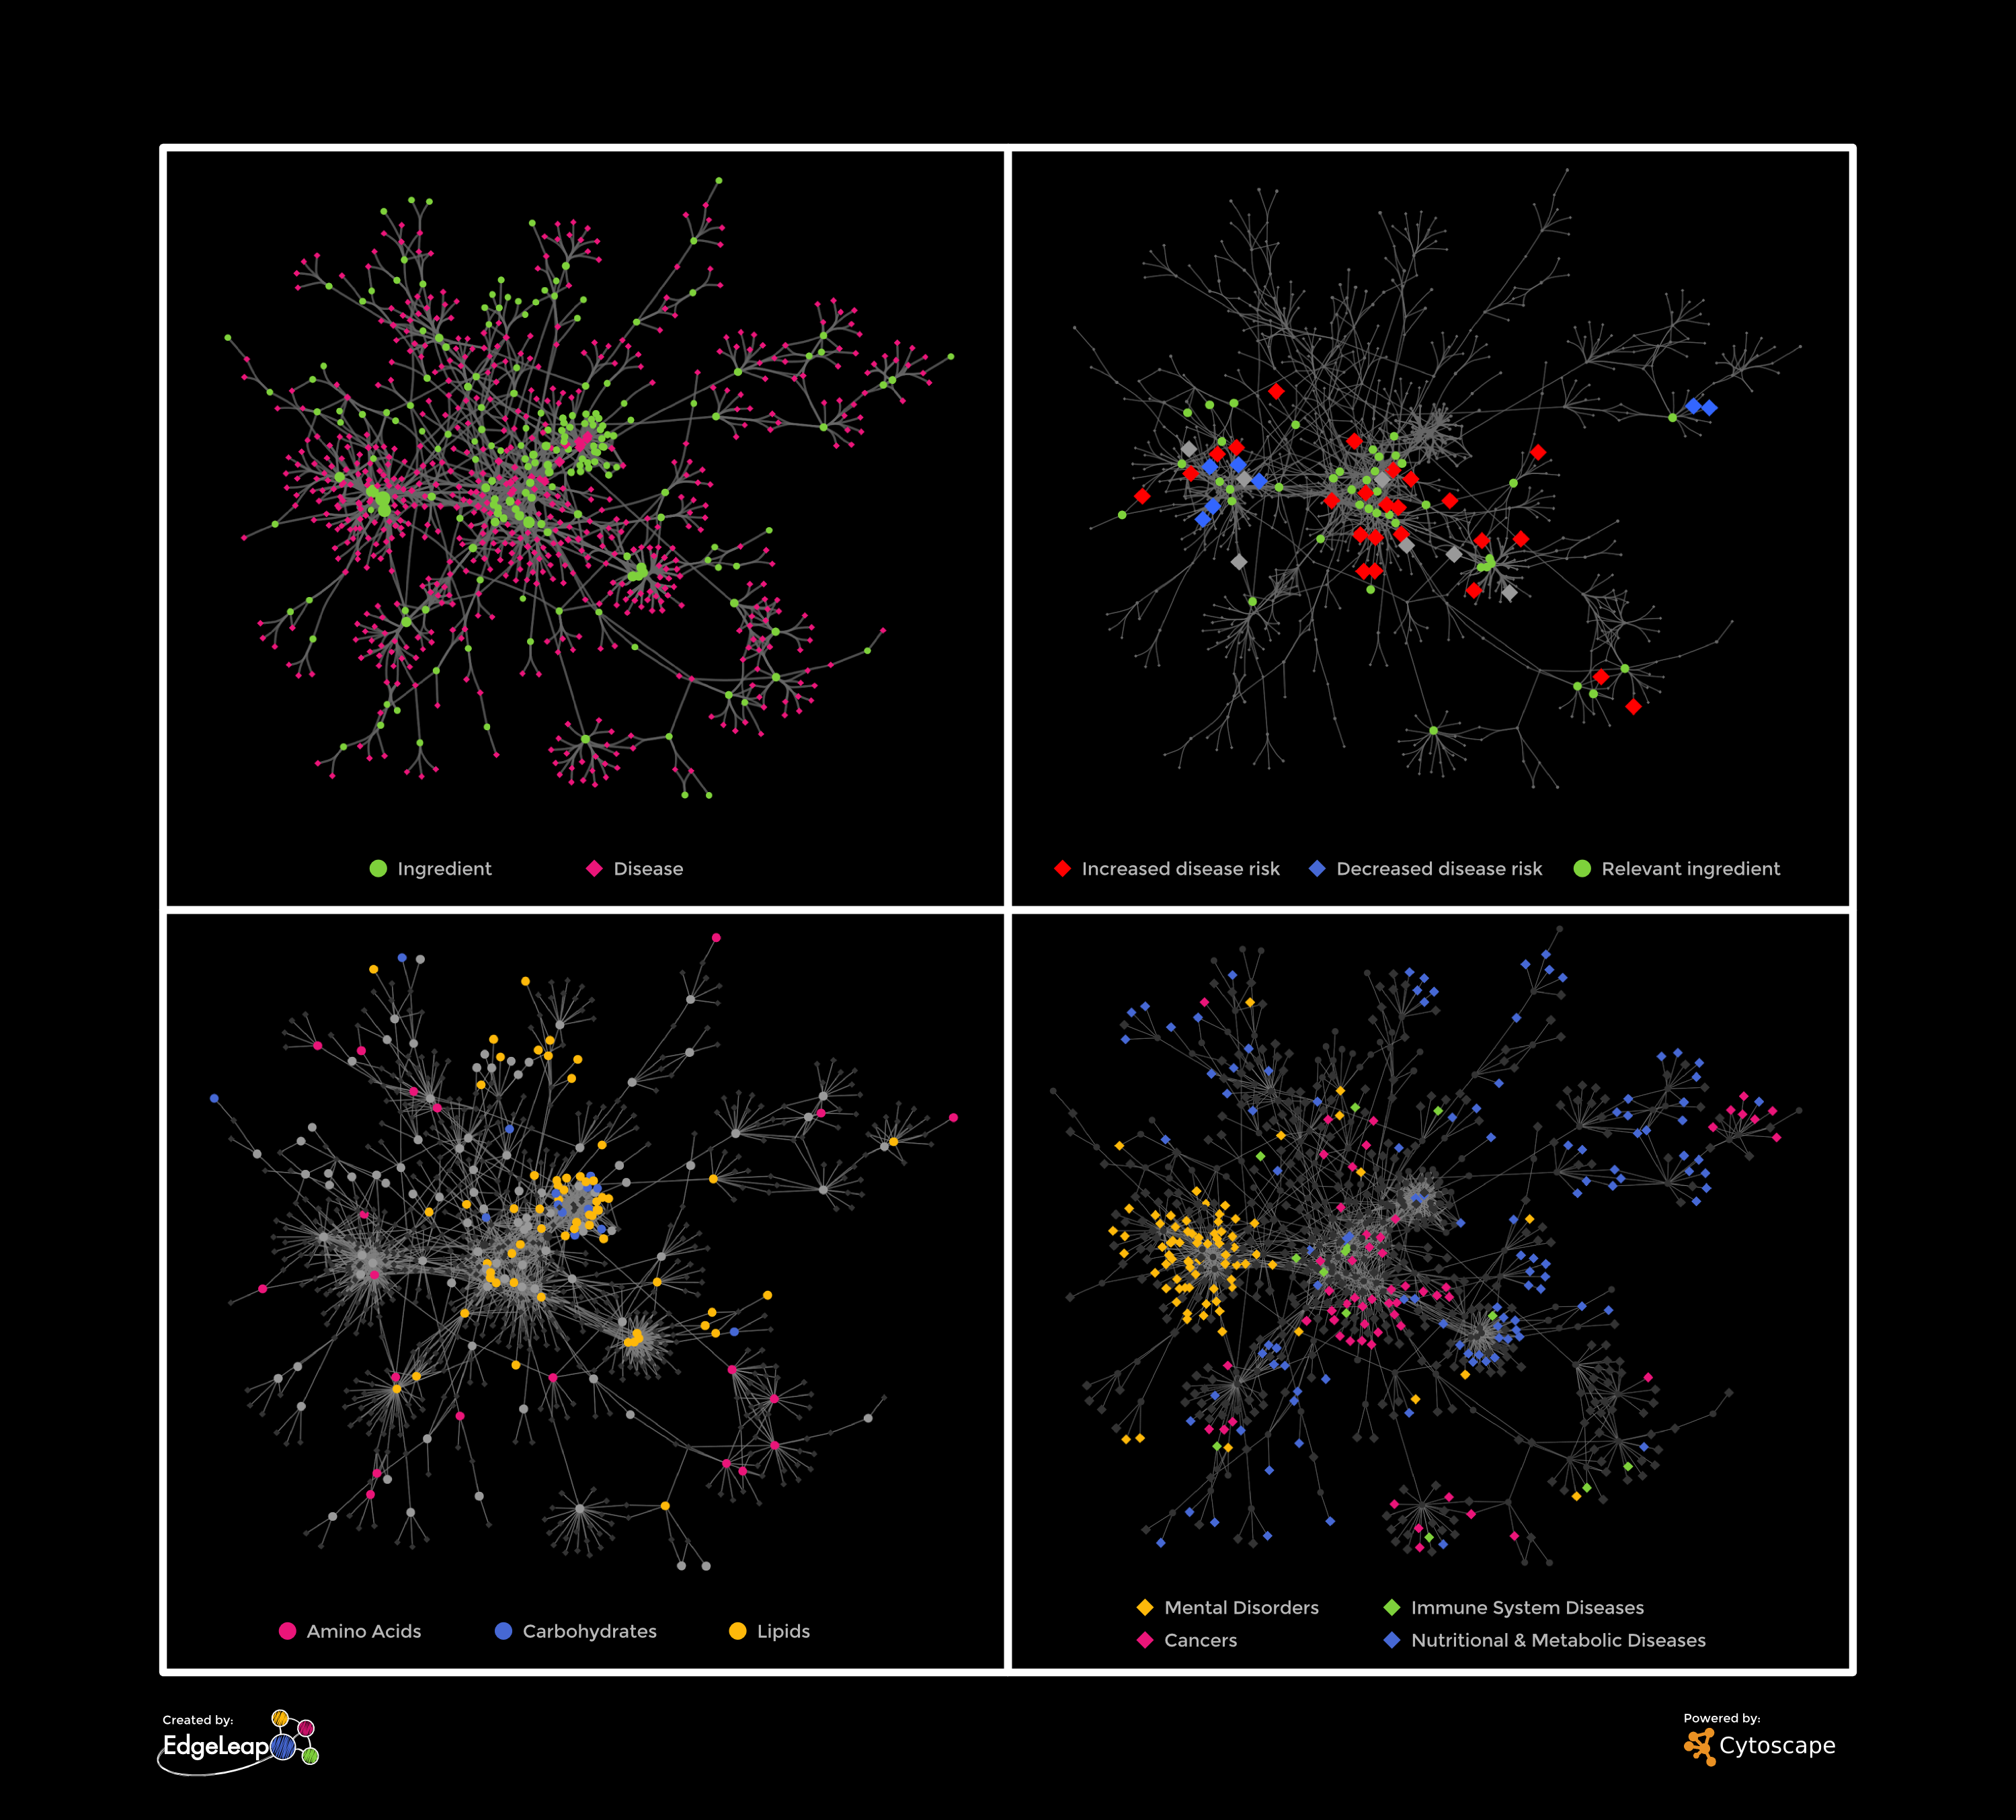 Ingredient
Disease
Increased disease risk
Decreased disease risk
Relevant ingredient
Amino Acids
Carbohydrates
Lipids
Mental Disorders
Immune System Diseases
Cancers
Nutritional & Metabolic Diseases
Created by:
EdgeLeap
Powered by:
Cytoscape